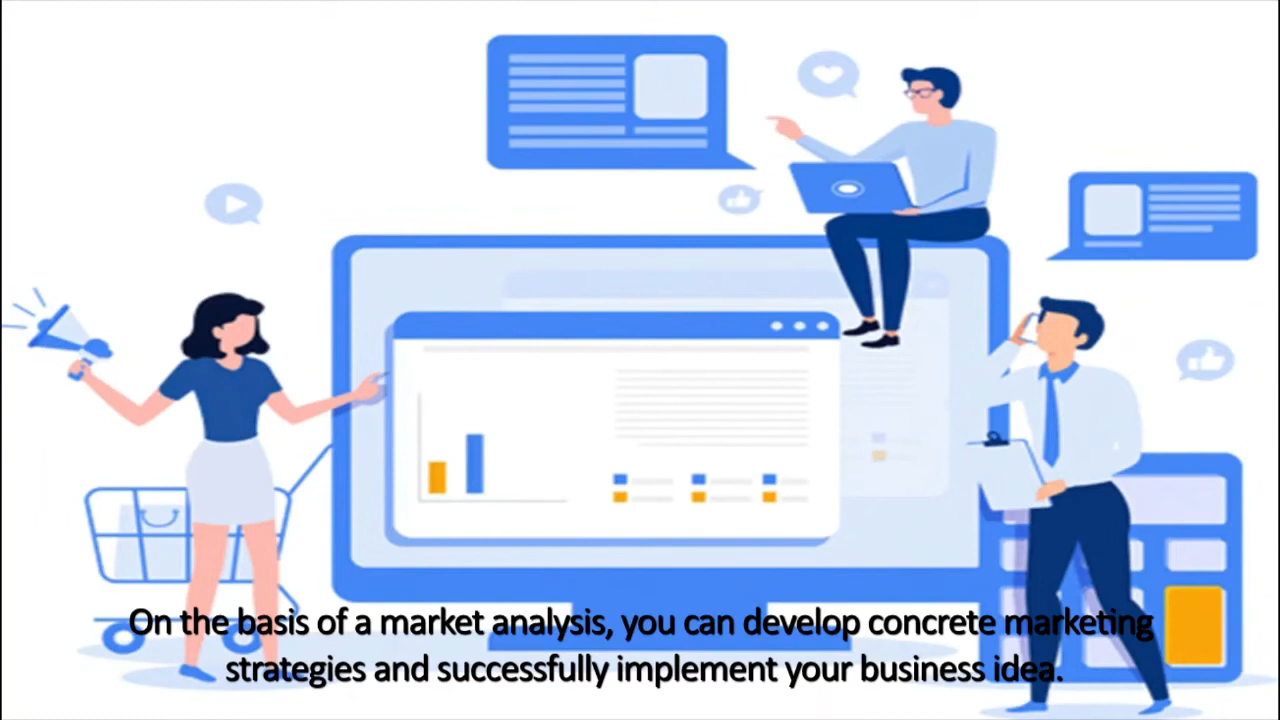 On the basis of a market analysis, you can develop concrete marketing
strategies and successfully implement your business idea.